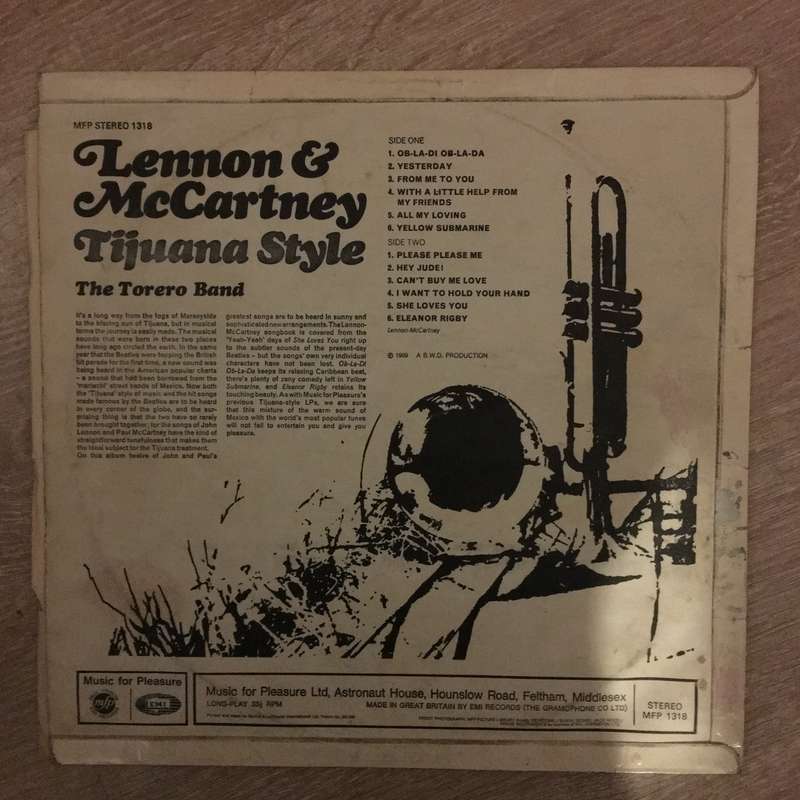 MFP STEREO 1318
Lennon &
McCartney
Tijuana Style
The Torero Band
It's a long way from the fogs of Merseyside
to the blazing sun of Tijuana, but in musical
terms the journey is easily made. The musical
sounds that were born in these two places
have long ago circled the earth. In the same
year that the Beatles were topping the British
hit parade for the first time, a new sound was
being heard in the American popular charts
– a sound that had been borrowed from the
'mariachi' street bands of Mexico. Now both
the 'Tijuana' style of music and the hit songs
made famous by the Beatles are to be heard
in every corner of the globe, and the sur-
prising thing is that the two have so rarely
been brought together, for the songs of John
Lennon and Paul McCartney have the kind of
straightforward tunefulness that makes them
the ideal subject for the Tijuana treatment.
On this album twelve of John and Paul's
greatest songs are to be heard in sunny and
sophisticated new arrangements. The Lennon-
McCartney songbook is covered from the
'Yeah-Yeah' days of She Loves You right up
to the subtler sounds of the present-day
Beatles – but the songs' own very individual
characters have not been lost. Ob-La-Di
Ob-La-Da keeps its relaxing Caribbean beat,
there's plenty of zany comedy left in Yellow
Submarine, and Eleanor Rigby retains its
touching beauty. As with Music for Pleasure's
previous Tijuana-style LPs, we are sure
that this mixture of the warm sound of
Mexico with the world's most popular tunes
will not fail to entertain you and give you
pleasure.
SIDE ONE
1. OB-LA-DI OB-LA-DA
2. YESTERDAY
3. FROM ME TO YOU
4. WITH A LITTLE HELP FROM
MY FRIENDS
5. ALL MY LOVING
6. YELLOW SUBMARINE
SIDE TWO
1. PLEASE PLEASE ME
2. HEY JUDE!
3. CAN'T BUY ME LOVE
4. I WANT TO HOLD YOUR HAND
5. SHE LOVES YOU
6. ELEANOR RIGBY
Lennon-McCartney
℗ 1969 A B.W.D. PRODUCTION
Music for Pleasure
mfp
EMI
Music for Pleasure Ltd, Astronaut House, Hounslow Road, Feltham, Middlesex
LONG-PLAY 33⅓ RPM
MADE IN GREAT BRITAIN BY EMI RECORDS (THE GRAMOPHONE CO LTD)
STEREO
MFP 1318